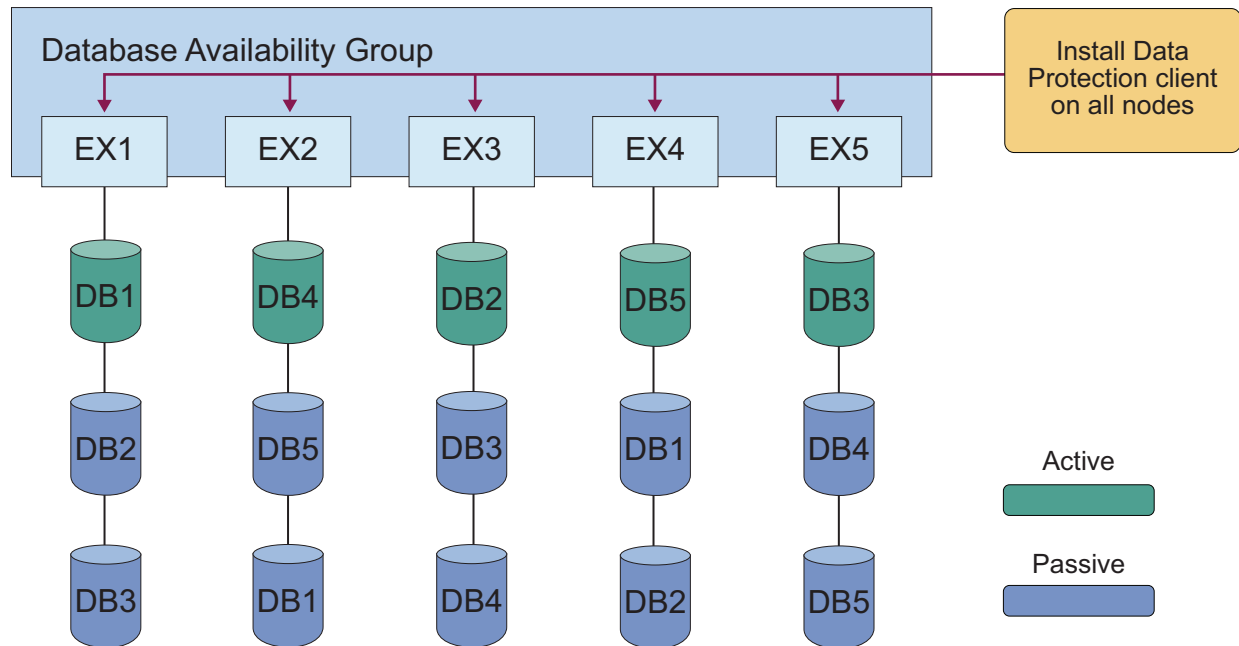 Database Availability Group
Install Data
Protection client
on all nodes
EX1
EX2
EX3
EX4
EX5
DB1
DB4
DB2
DB5
DB3
DB2
DB5
DB3
DB1
DB4
Active
Passive
DB3
DB1
DB4
DB2
DB5